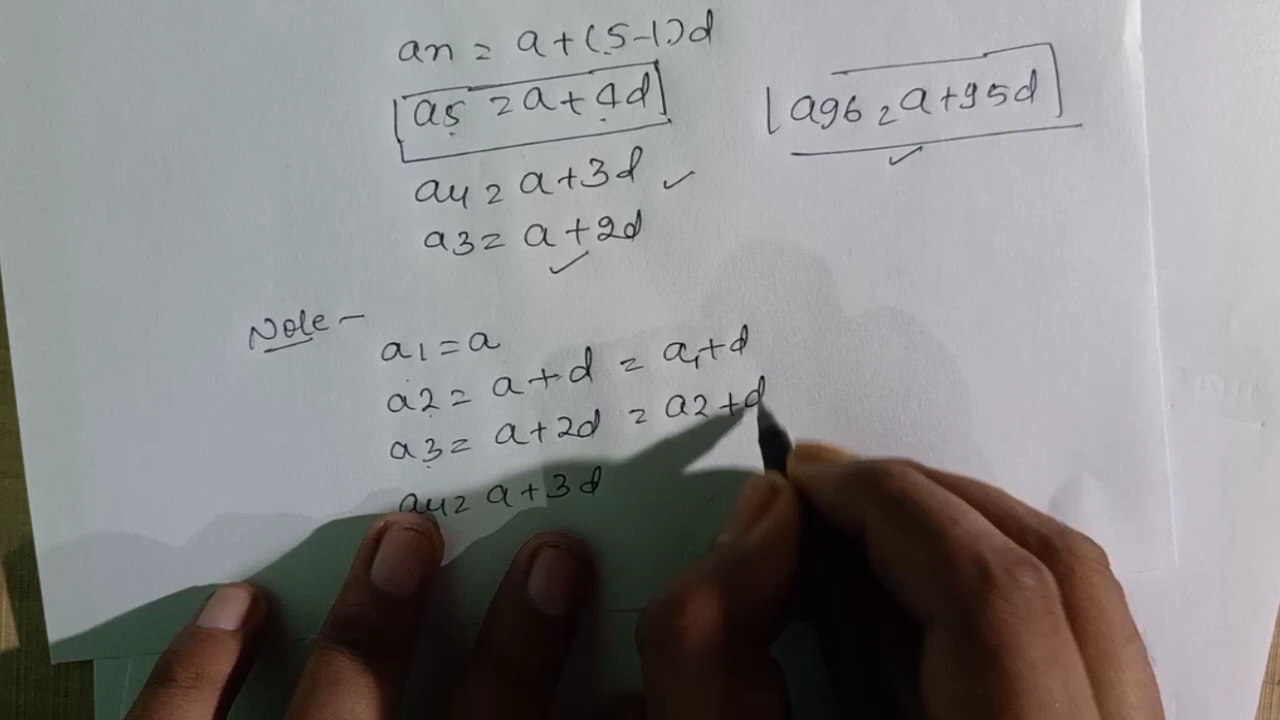 an = a + (5-1)d
a5 = a + 4d
a96 = a + 95d
a4 = a + 3d
a3 = a + 2d
Note -
a1 = a
a2 = a + d = a1 + d
a3 = a + 2d = a2 + d
a4 = a + 3d